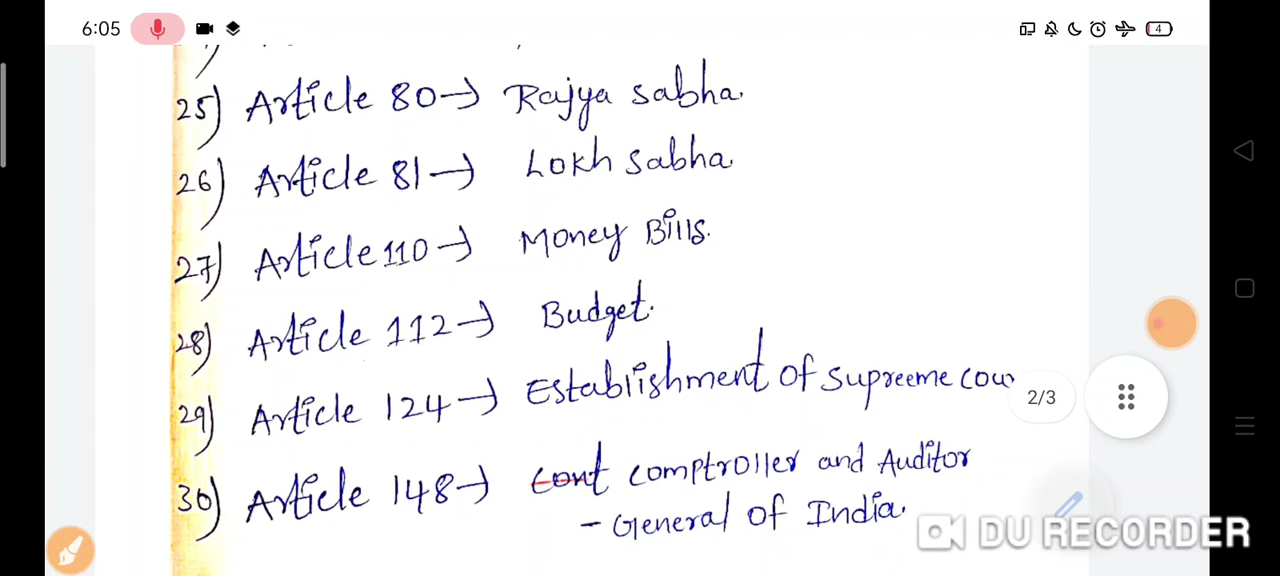 6:05
4
25) Article 80→ Rajya sabha.
26) Article 81→ Lokh sabha.
27) Article 110→ Money Bills.
28) Article 112→ Budget.
29) Article 124→ Establishment of supreeme cour
2/3
30) Article 148→ Cont comptroller and Auditor
- General of India.
DU RECORDER